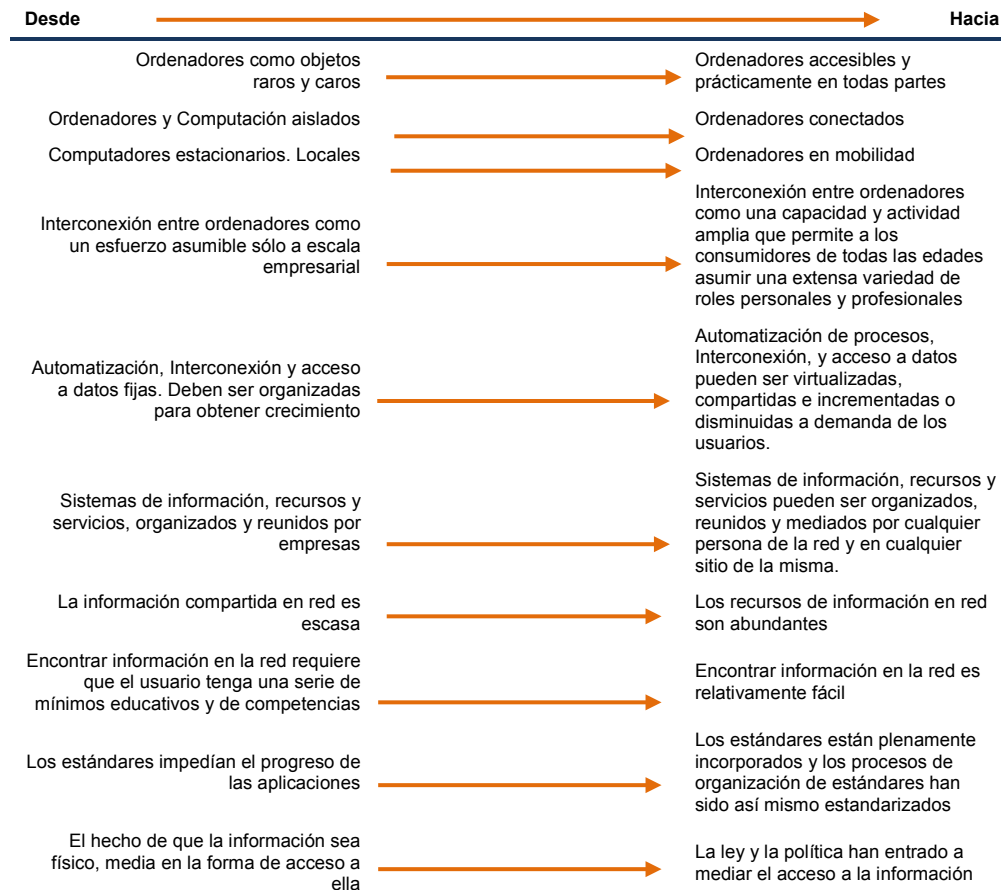 Desde
Hacia
Ordenadores como objetos
raros y caros
Ordenadores accesibles y
prácticamente en todas partes
Ordenadores y Computación aislados
Ordenadores conectados
Computadores estacionarios. Locales
Ordenadores en mobilidad
Interconexión entre ordenadores como
un esfuerzo asumible sólo a escala
empresarial
Interconexión entre ordenadores
como una capacidad y actividad
amplia que permite a los
consumidores de todas las edades
asumir una extensa variedad de
roles personales y profesionales
Automatización, Interconexión y acceso
a datos fijas. Deben ser organizadas
para obtener crecimiento
Automatización de procesos,
Interconexión, y acceso a datos
pueden ser virtualizadas,
compartidas e incrementadas o
disminuidas a demanda de los
usuarios.
Sistemas de información, recursos y
servicios, organizados y reunidos por
empresas
Sistemas de información, recursos y
servicios pueden ser organizados,
reunidos y mediados por cualquier
persona de la red y en cualquier
sitio de la misma.
La información compartida en red es
escasa
Los recursos de información en red
son abundantes
Encontrar información en la red requiere
que el usuario tenga una serie de
mínimos educativos y de competencias
Encontrar información en la red es
relativamente fácil
Los estándares impedían el progreso de
las aplicaciones
Los estándares están plenamente
incorporados y los procesos de
organización de estándares han
sido así mismo estandarizados
El hecho de que la información sea
físico, media en la forma de acceso a
ella
La ley y la política han entrado a
mediar el acceso a la información